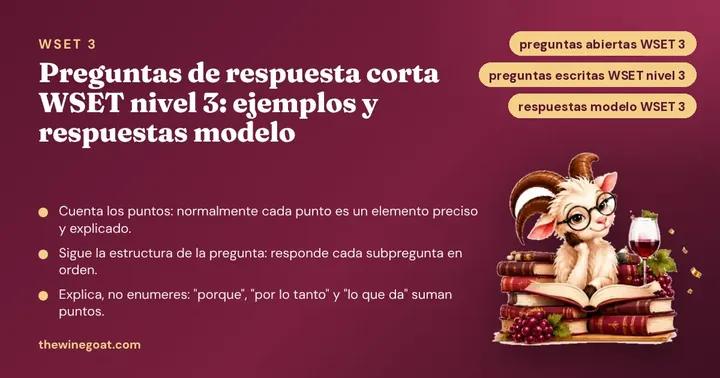 WSET 3
Preguntas de respuesta corta
WSET nivel 3: ejemplos y
respuestas modelo
preguntas abiertas WSET 3
preguntas escritas WSET nivel 3
respuestas modelo WSET 3
Cuenta los puntos: normalmente cada punto es un elemento preciso
y explicado.
Sigue la estructura de la pregunta: responde cada subpregunta en
orden.
Explica, no enumeres: "porque", "por lo tanto" y "lo que da" suman
puntos.
thewinegoat.com